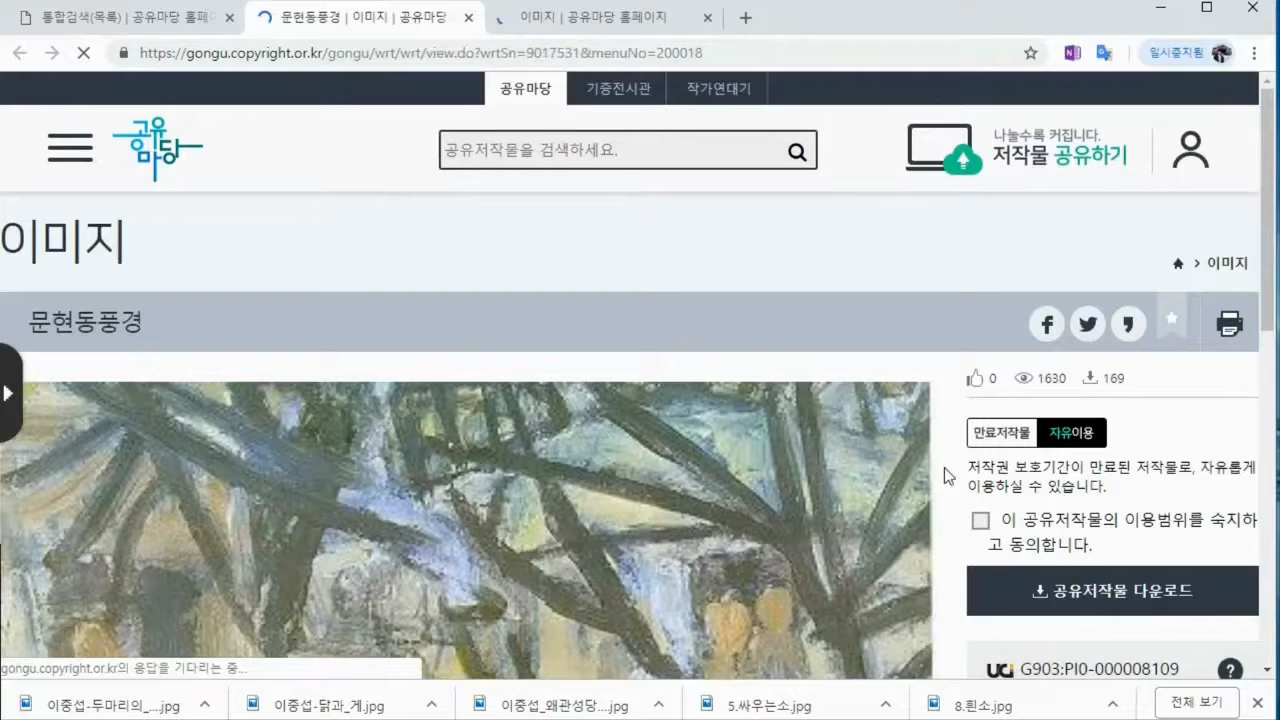 통합검색(목록) | 공유마당 홈페
문현동풍경 | 이미지 | 공유마당
이미지 | 공유마당 홈페이지
https://gongu.copyright.or.kr/gongu/wrt/wrt/view.do?wrtSn=9017531&menuNo=200018
일시중지됨
공유마당
기증전시관
작가연대기
공유마당
공유저작물을 검색하세요.
나눌수록 커집니다.
저작물 공유하기
이미지
> 이미지
문현동풍경
0 1630 169
만료저작물 자유이용
저작권 보호기간이 만료된 저작물로, 자유롭게
이용하실 수 있습니다.
이 공유저작물의 이용범위를 숙지하
고 동의합니다.
공유저작물 다운로드
UCI G903:PI0-000008109 ?
gongu.copyright.or.kr의 응답을 기다리는 중...
이중섭-두마리의_....jpg
이중섭-닭과_게.jpg
이중섭_왜관성당....jpg
5.싸우는소.jpg
8.흰소.jpg
전체 보기